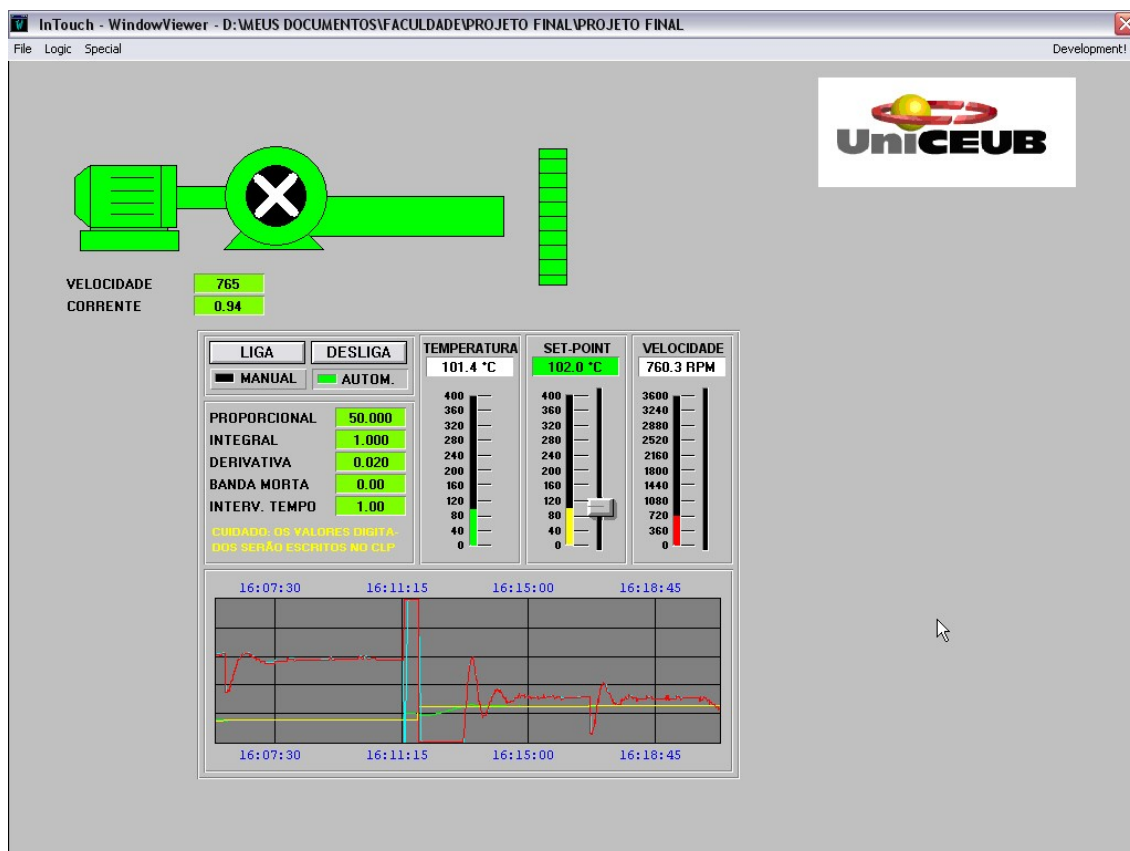 InTouch - WindowViewer - D:\MEUS DOCUMENTOS\FACULDADE\PROJETO FINAL\PROJETO FINAL
File Logic Special Development!
UniCEUB
VELOCIDADE 765
CORRENTE 0.94
LIGA DESLIGA
MANUAL AUTOM.
PROPORCIONAL 50.000
INTEGRAL 1.000
DERIVATIVA 0.020
BANDA MORTA 0.00
INTERV. TEMPO 1.00
CUIDADO: OS VALORES DIGITA-
DOS SERÃO ESCRITOS NO CLP
TEMPERATURA
101.4 °C
400
360
320
280
240
200
160
120
80
40
0
SET-POINT
102.0 °C
400
360
320
280
240
200
160
120
80
40
0
VELOCIDADE
760.3 RPM
3600
3240
2880
2520
2160
1800
1440
1080
720
360
0
16:07:30 16:11:15 16:15:00 16:18:45
16:07:30 16:11:15 16:15:00 16:18:45